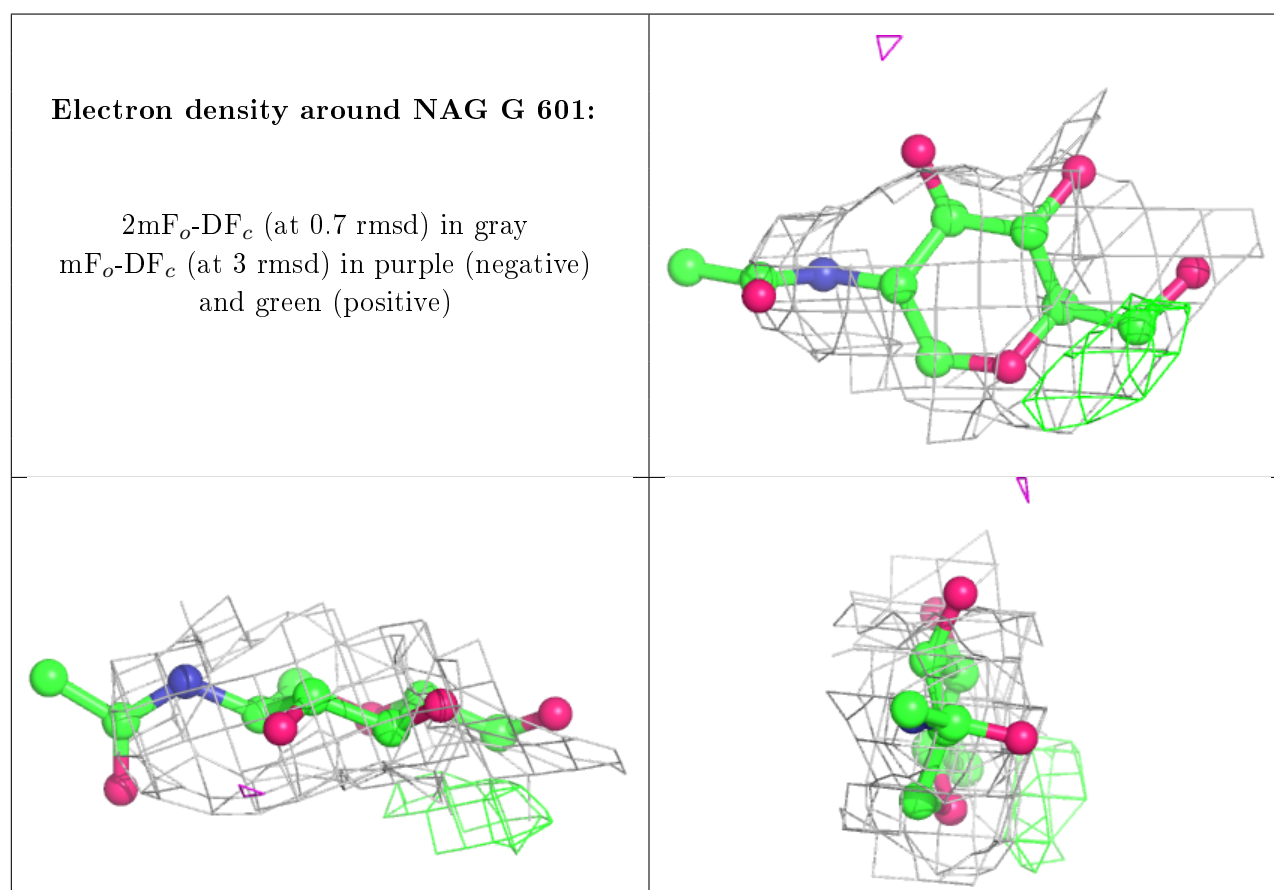 Electron density around NAG G 601:
2mFo-DFc (at 0.7 rmsd) in gray
mFo-DFc (at 3 rmsd) in purple (negative)
and green (positive)